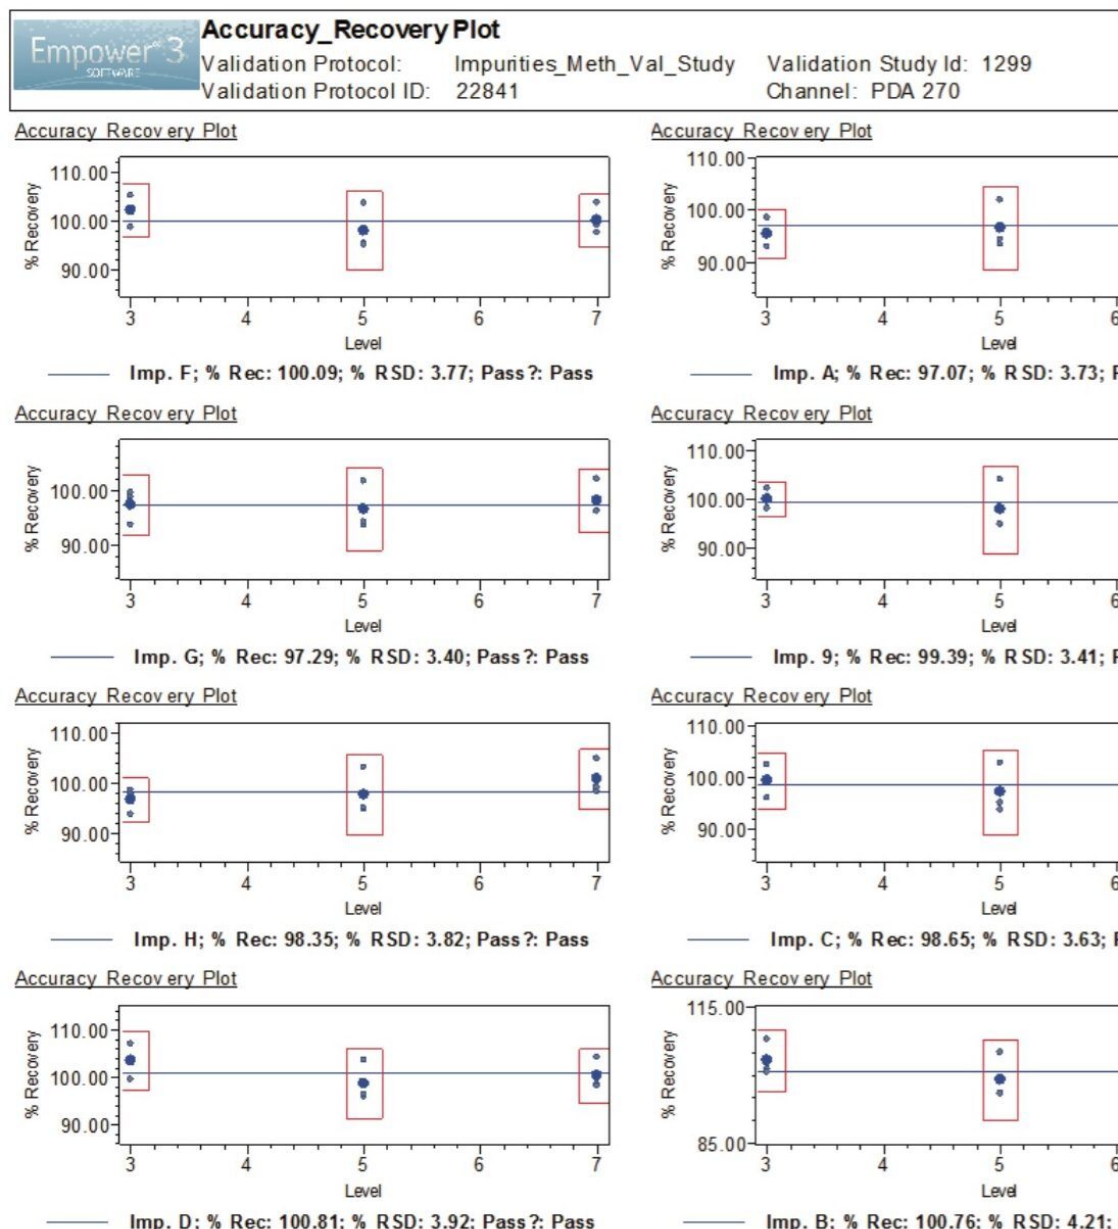 Empower 3
SOFTWARE
Accuracy_Recovery Plot
Validation Protocol: Impurities_Meth_Val_Study Validation Study Id: 1299
Validation Protocol ID: 22841 Channel: PDA 270
Accuracy Recovery Plot
% Recovery
110.00
100.00
90.00
3 4 5 6 7
Level
Imp. F; % Rec: 100.09; % RSD: 3.77; Pass?: Pass
Accuracy Recovery Plot
% Recovery
110.00
100.00
90.00
3 4 5 6
Level
Imp. A; % Rec: 97.07; % RSD: 3.73; P
Accuracy Recovery Plot
% Recovery
100.00
90.00
3 4 5 6 7
Level
Imp. G; % Rec: 97.29; % RSD: 3.40; Pass?: Pass
Accuracy Recovery Plot
% Recovery
110.00
100.00
90.00
3 4 5 6
Level
Imp. 9; % Rec: 99.39; % RSD: 3.41; P
Accuracy Recovery Plot
% Recovery
110.00
100.00
90.00
3 4 5 6 7
Level
Imp. H; % Rec: 98.35; % RSD: 3.82; Pass?: Pass
Accuracy Recovery Plot
% Recovery
110.00
100.00
90.00
3 4 5 6
Level
Imp. C; % Rec: 98.65; % RSD: 3.63; P
Accuracy Recovery Plot
% Recovery
110.00
100.00
90.00
3 4 5 6 7
Level
Imp. D; % Rec: 100.81; % RSD: 3.92; Pass?: Pass
Accuracy Recovery Plot
% Recovery
115.00
85.00
3 4 5 6
Level
Imp. B; % Rec: 100.76; % RSD: 4.21;